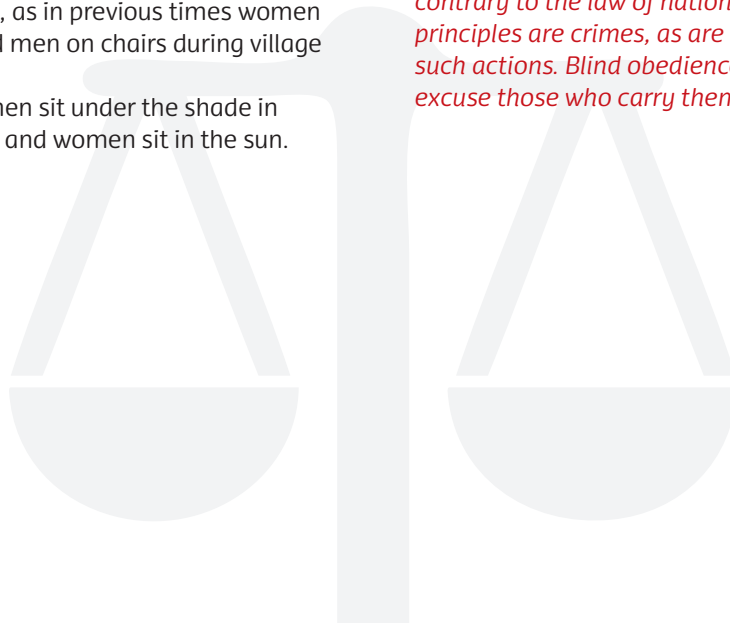 , as in previous times women
men on chairs during village
en sit under the shade in
and women sit in the sun.
contrary to the law of nation
principles are crimes, as are
such actions. Blind obedienc
excuse those who carry them